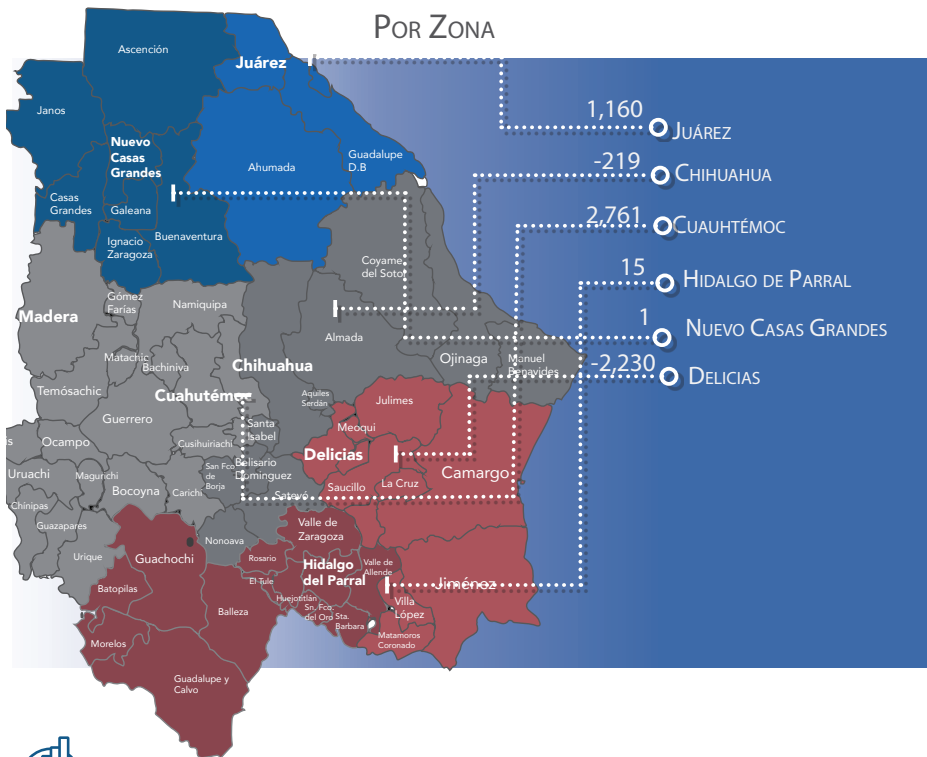 POR ZONA
Ascención
Juárez
Janos
1,160
JUÁREZ
Nuevo
Casas
Grandes
Ahumada
Guadalupe
D.B
-219
CHIHUAHUA
Casas
Grandes
Galeana
2,761
CUAUHTÉMOC
Ignacio
Zaragoza
Buenaventura
Coyame
del Sotol
15
HIDALGO DE PARRAL
Gómez
Farías
Namiquipa
Madera
1
NUEVO CASAS GRANDES
Almada
Matachic
Bachiniva
Chihuahua
Ojinaga
Manuel
Benavides
-2,230
DELICIAS
Temósachic
Cuahutémoc
Aquiles
Serdán
Julimes
Guerrero
Santa
Isabel
Meoqui
is
Ocampo
Cusihuiriachi
Delicias
Uruachi
Magurichi
San Fco
de
Borja
Belisario
Domínguez
Camargo
Bocoyna
Carichi
Saucillo
La Cruz
Chinipas
Satevó
Guazapares
Valle de
Zaragoza
Nonoava
Urique
Guachochi
Rosario
Hidalgo
del Parral
Valle de
Allende
Batopilas
El Tule
Jiménez
Balleza
Huejotitlán
Sn. Fco.
del Oro
Sta.
Barbara
Villa
López
Morelos
Matamoros
Coronado
Guadalupe y
Calvo